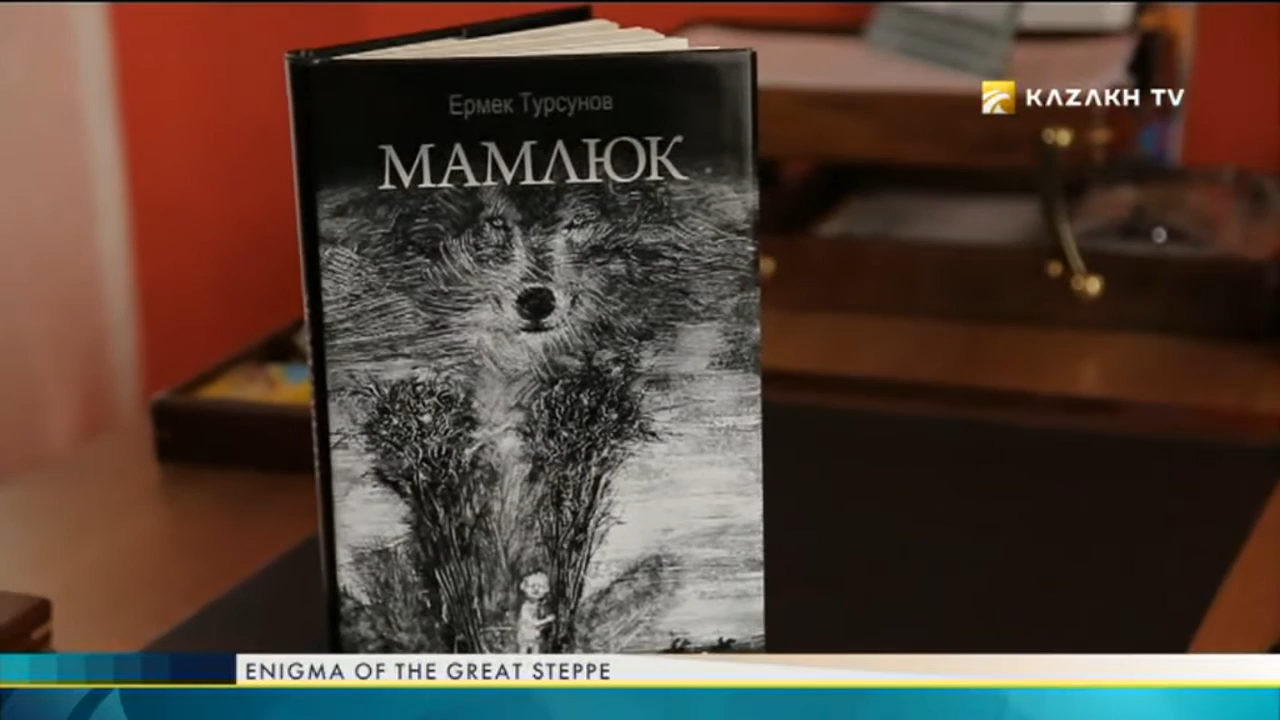 Ермек Турсунов
МАМЛЮК
KAZAKH TV
ENIGMA OF THE GREAT STEPPE